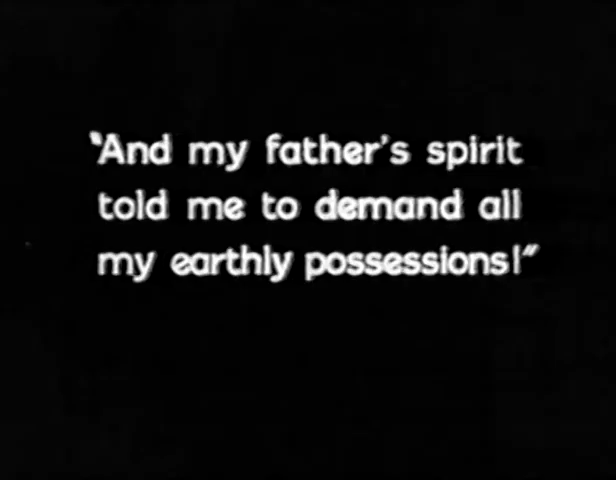 "And my father's spirit
told me to demand all
my earthly possessions!"